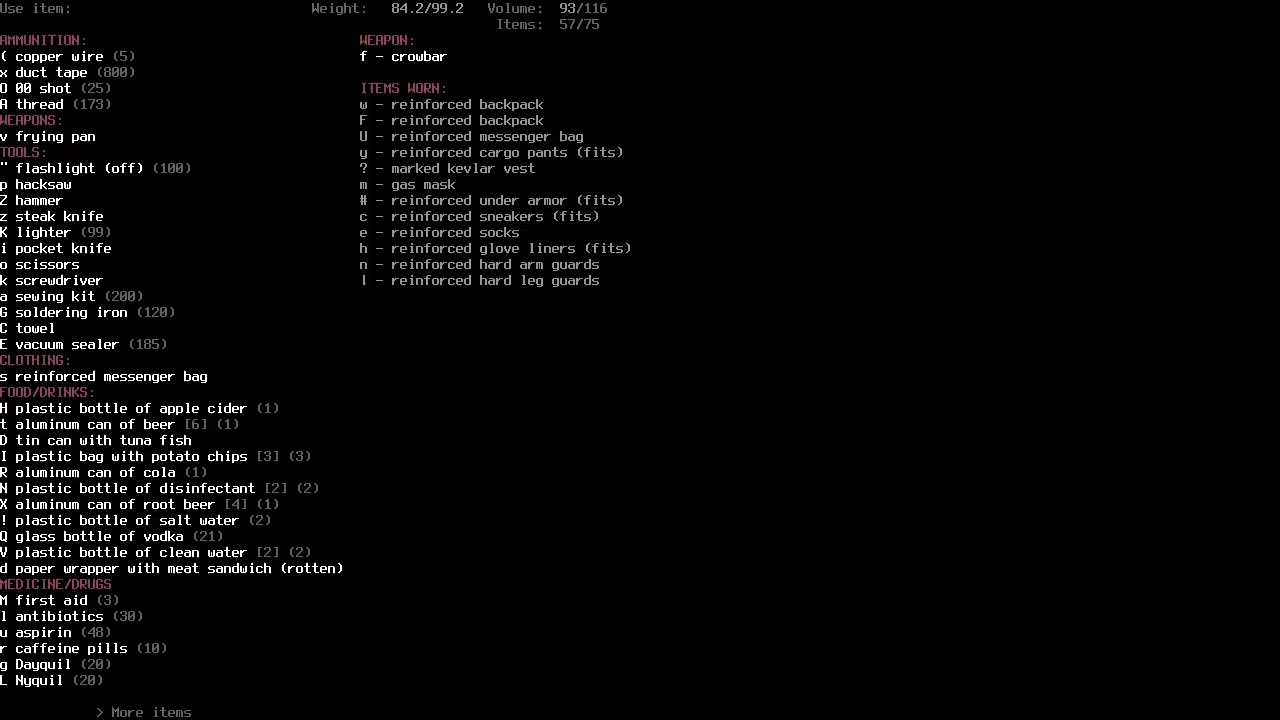 Use item: Weight: 84.2/99.2 Volume: 93/116
Items: 57/75
AMMUNITION:
( copper wire (5)
x duct tape (800)
O 00 shot (25)
A thread (173)
WEAPONS:
v frying pan
TOOLS:
" flashlight (off) (100)
p hacksaw
Z hammer
z steak knife
K lighter (99)
i pocket knife
o scissors
k screwdriver
a sewing kit (200)
G soldering iron (120)
C towel
E vacuum sealer (185)
CLOTHING:
s reinforced messenger bag
FOOD/DRINKS:
H plastic bottle of apple cider (1)
t aluminum can of beer [6] (1)
D tin can with tuna fish
I plastic bag with potato chips [3] (3)
R aluminum can of cola (1)
N plastic bottle of disinfectant [2] (2)
X aluminum can of root beer [4] (1)
! plastic bottle of salt water (2)
Q glass bottle of vodka (21)
V plastic bottle of clean water [2] (2)
d paper wrapper with meat sandwich (rotten)
MEDICINE/DRUGS
M first aid (3)
l antibiotics (30)
u aspirin (48)
r caffeine pills (10)
g Dayquil (20)
L Nyquil (20)
> More items
WEAPON:
f - crowbar
ITEMS WORN:
w - reinforced backpack
F - reinforced backpack
U - reinforced messenger bag
y - reinforced cargo pants (fits)
? - marked kevlar vest
m - gas mask
# - reinforced under armor (fits)
c - reinforced sneakers (fits)
e - reinforced socks
h - reinforced glove liners (fits)
n - reinforced hard arm guards
| - reinforced hard leg guards